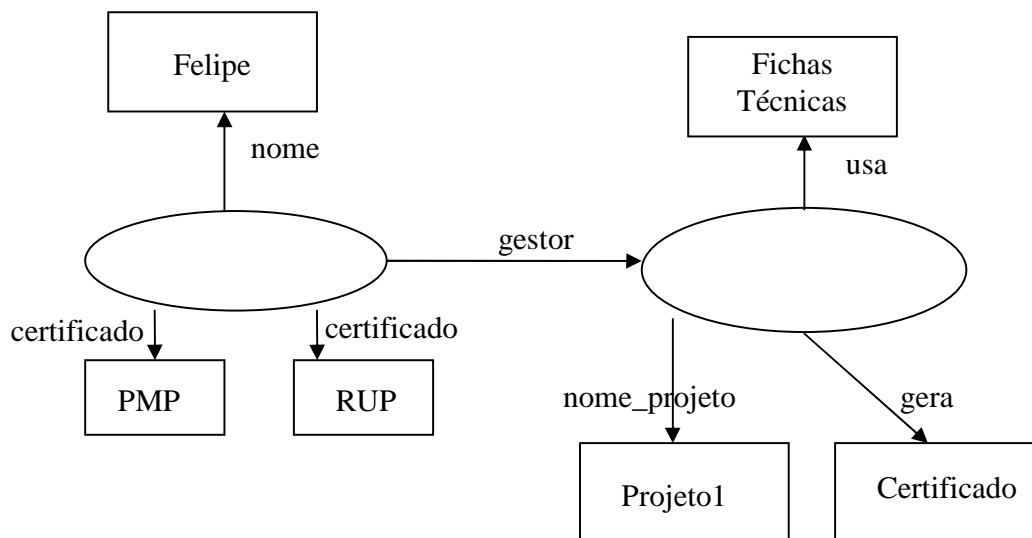 Felipe
Fichas
Técnicas
nome
usa
gestor
certificado
certificado
PMP
RUP
nome_projeto
gera
Projeto1
Certificado